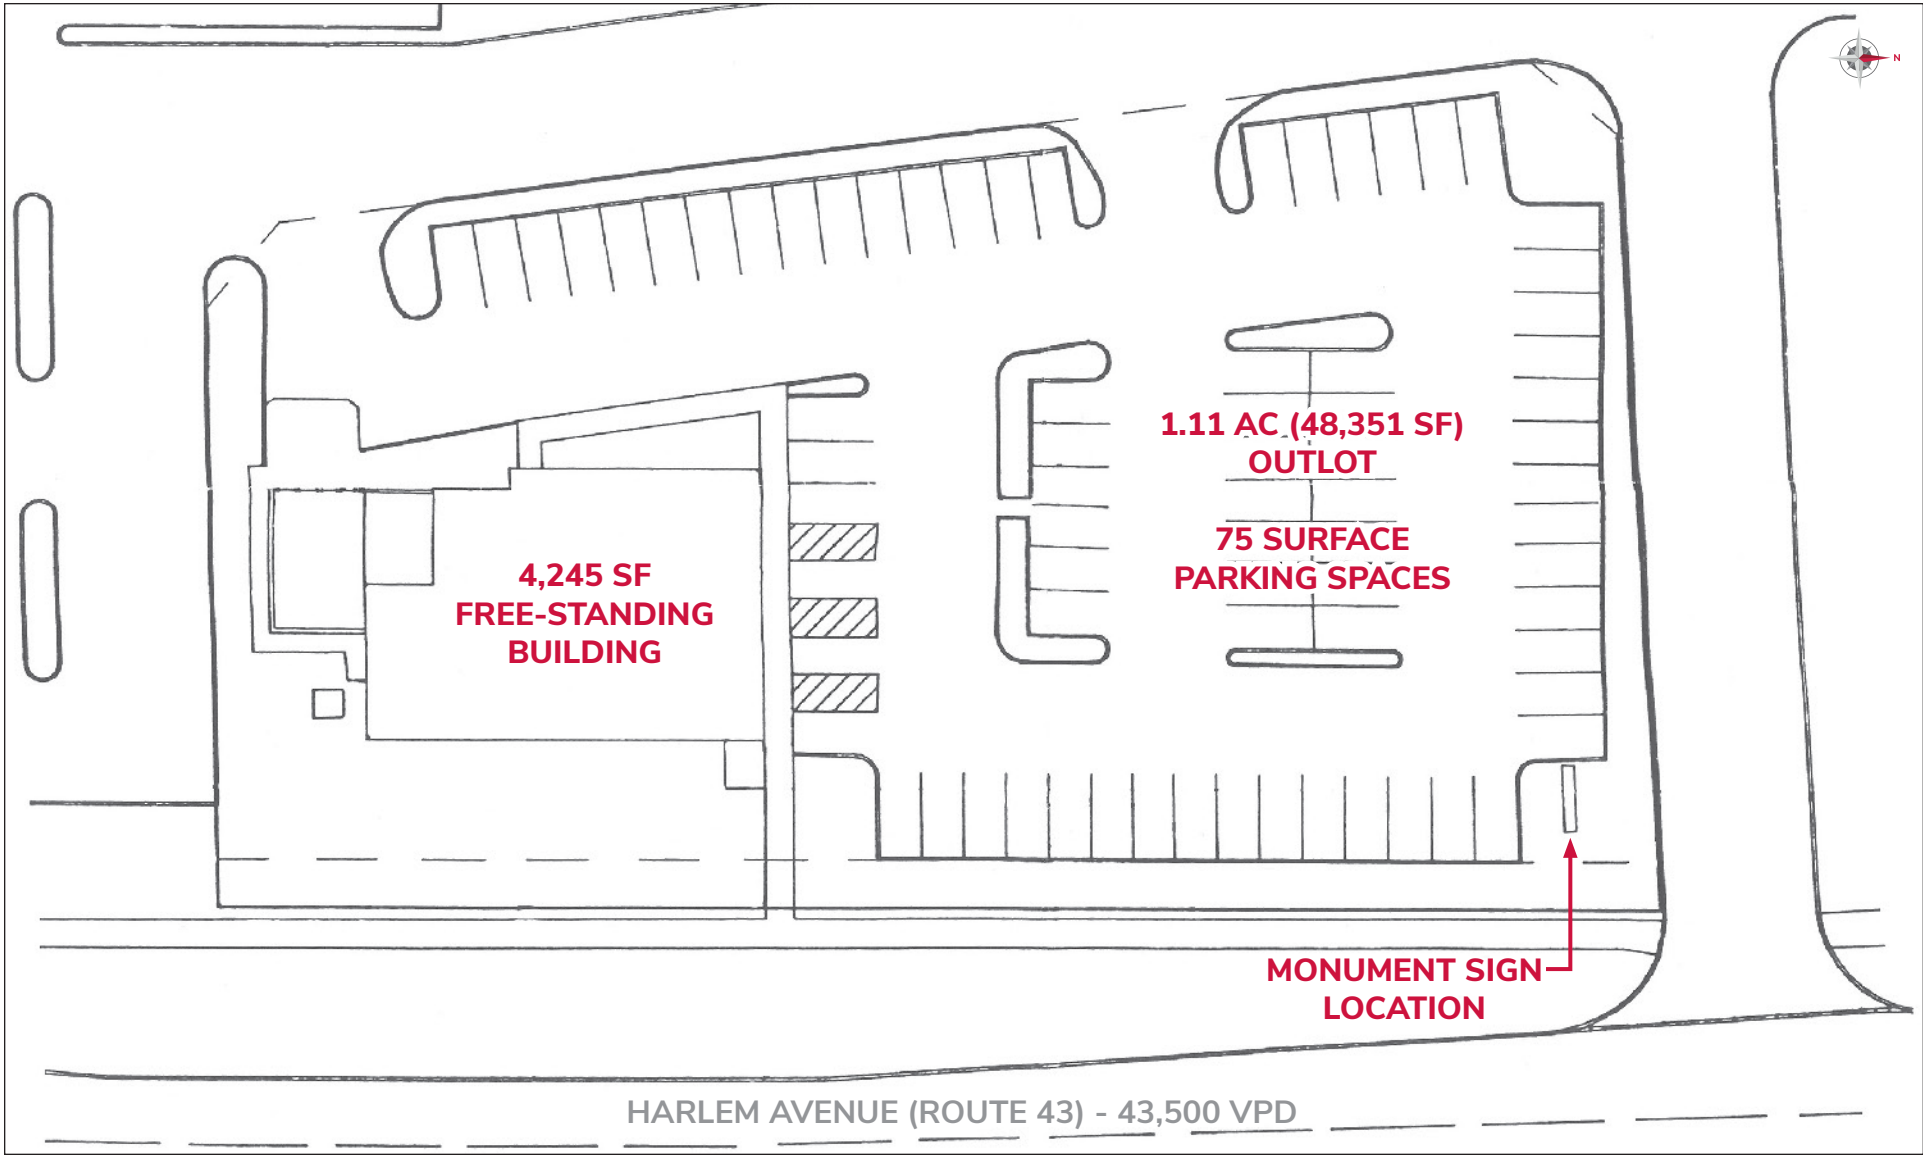 N
1.11 AC (48,351 SF)
OUTLOT
75 SURFACE
PARKING SPACES
4,245 SF
FREE-STANDING
BUILDING
MONUMENT SIGN
LOCATION
HARLEM AVENUE (ROUTE 43) - 43,500 VPD